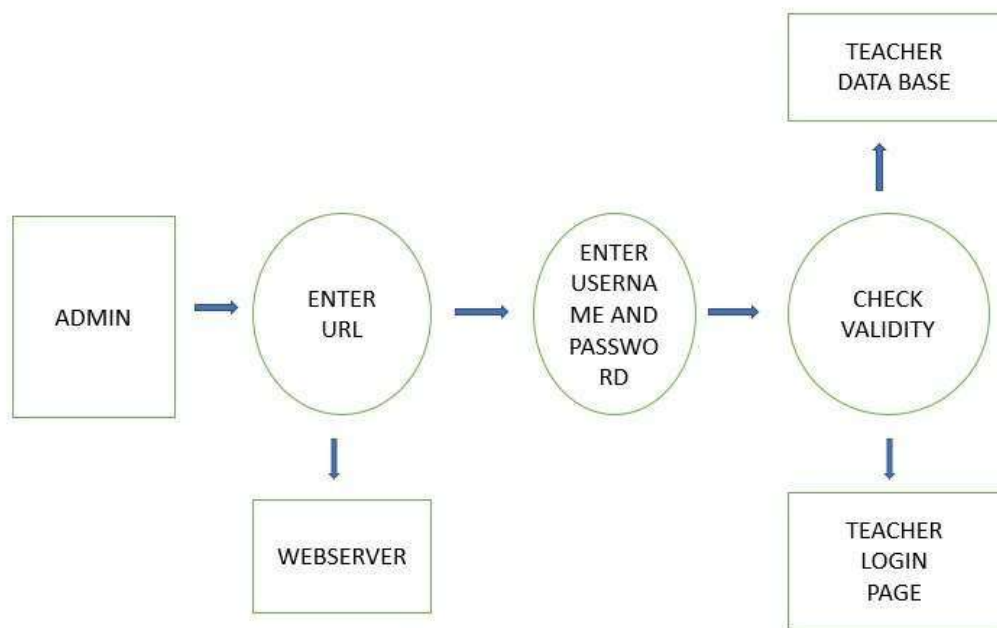 TEACHER
DATA BASE
ADMIN
ENTER
URL
ENTER
USERNA
ME AND
PASSWO
RD
CHECK
VALIDITY
WEBSERVER
TEACHER
LOGIN
PAGE